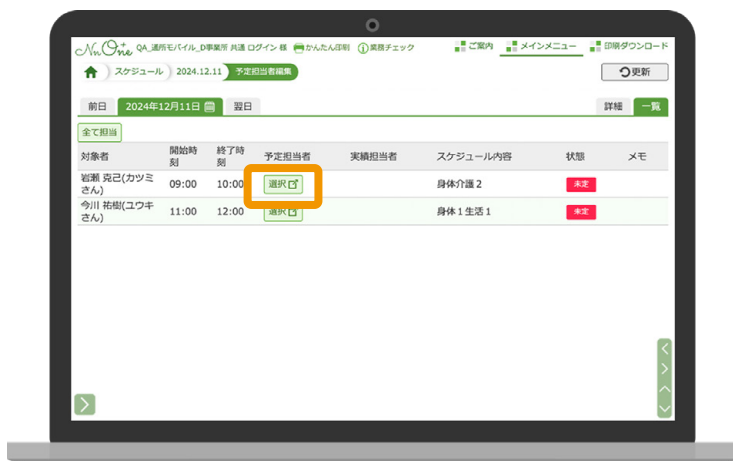 NuOne QA_通所モバイル_D事業所 共通 ログイン 様 かんたん印刷 業務チェック ご案内 メインメニュー 印刷ダウンロード
スケジュール 2024.12.11 予定担当者編集 更新
前日 2024年12月11日 翌日 詳細 一覧
全て担当
対象者 開始時刻 終了時刻 予定担当者 実績担当者 スケジュール内容 状態 メモ
岩瀬 克己(カツミさん) 09:00 10:00 選択 身体介護2 未定
今川 祐樹(ユウキさん) 11:00 12:00 選択 身体1生活1 未定